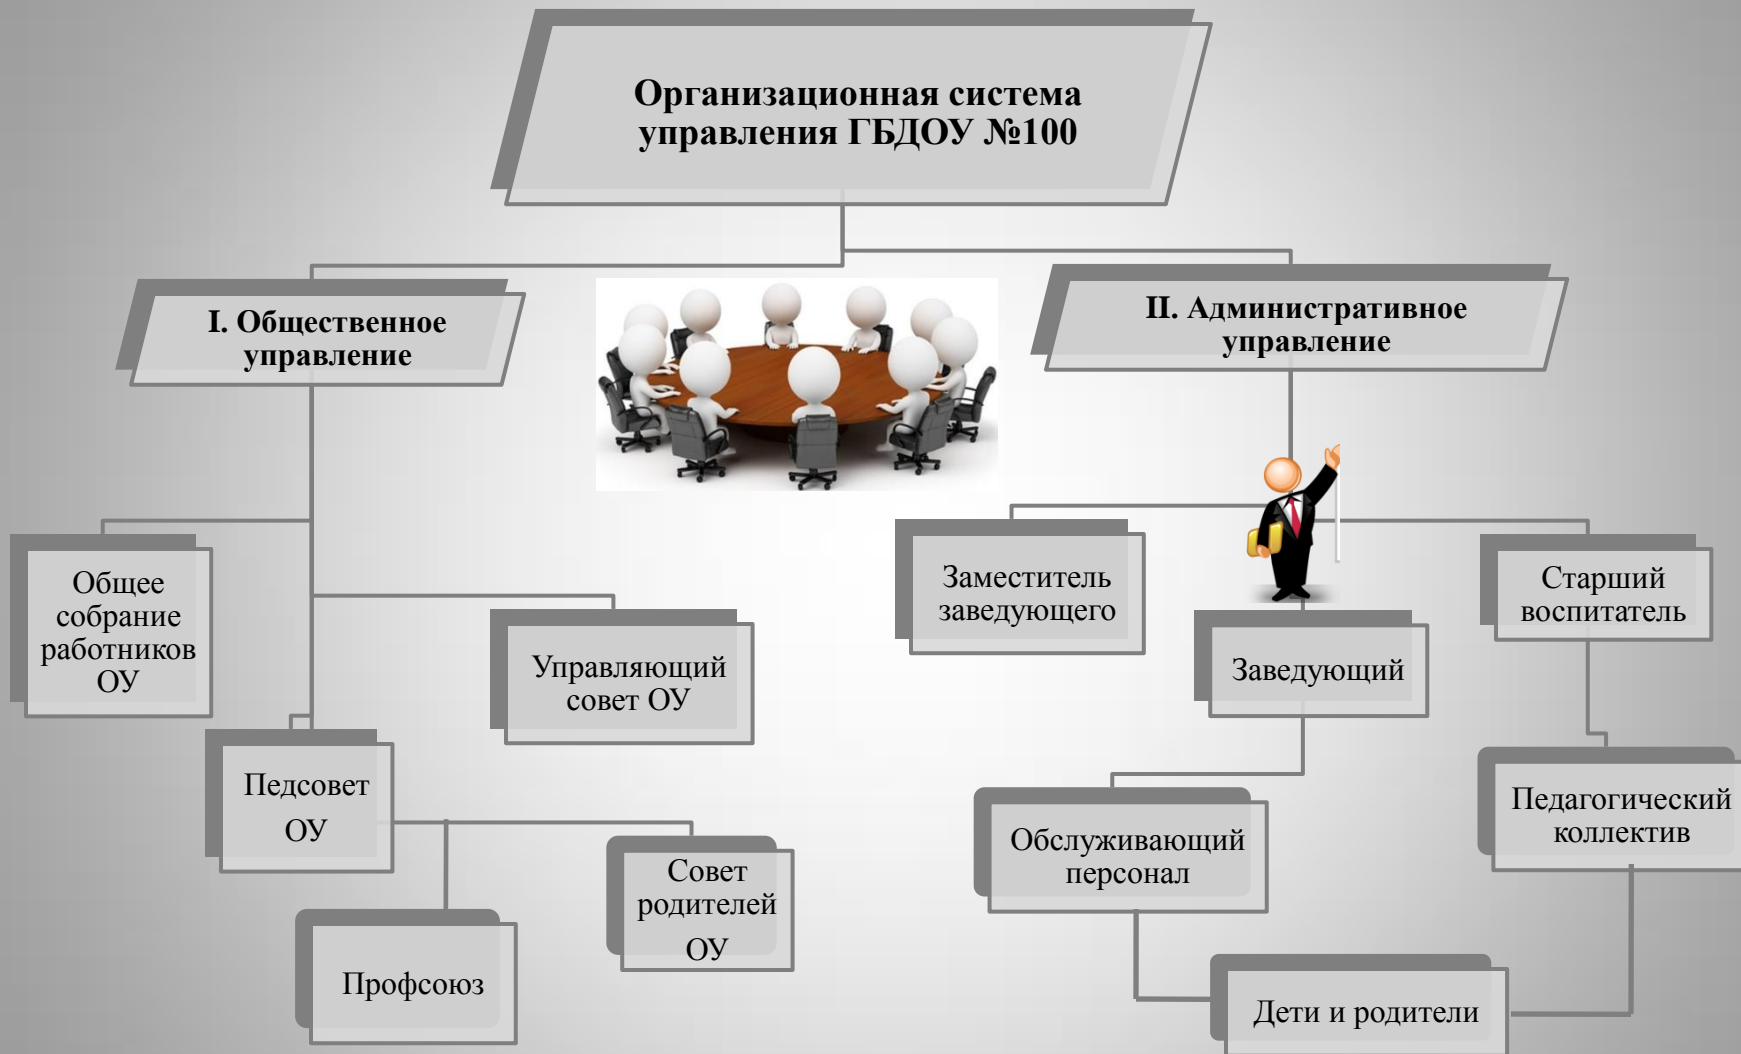 Организационная система
управления ГБДОУ №100
I. Общественное
управление
II. Административное
управление
Общее
собрание
работников
ОУ
Управляющий
совет ОУ
Педсовет
ОУ
Совет
родителей
ОУ
Профсоюз
Заместитель
заведующего
Заведующий
Старший
воспитатель
Обслуживающий
персонал
Педагогический
коллектив
Дети и родители